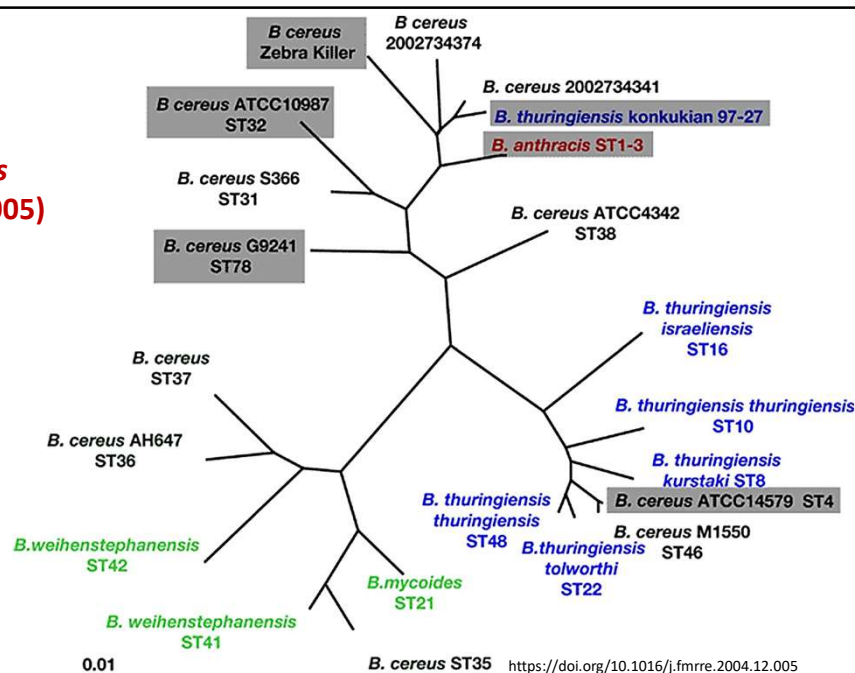 B cereus
Zebra Killer
B cereus
2002734374
B. cereus 2002734341
B cereus ATCC10987
ST32
B. thuringiensis konkukian 97-27
B. anthracis ST1-3
s
005)
B. cereus S366
ST31
B. cereus ATCC4342
ST38
B. cereus G9241
ST78
B. thuringiensis
israeliensis
ST16
B. cereus
ST37
B. thuringiensis thuringiensis
ST10
B. cereus AH647
ST36
B. thuringiensis
kurstaki ST8
B. cereus ATCC14579 ST4
B. thuringiensis
thuringiensis
ST48
B. cereus M1550
ST46
B.thuringiensis
tolworthi
ST22
B.weihenstephanensis
ST42
B.mycoides
ST21
B. weihenstephanensis
ST41
0.01
B. cereus ST35
https://doi.org/10.1016/j.fmrre.2004.12.005